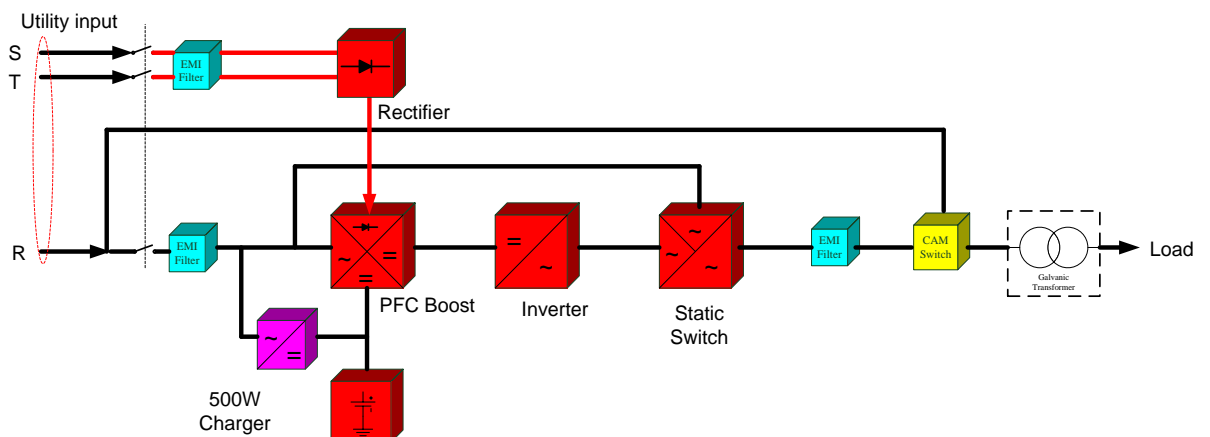 Utility input
S
T
EMI
Filter
Rectifier
R
EMI
Filter
~
=
=
PFC Boost
=
~
Inverter
~
~
~
Static
Switch
EMI
Filter
CAM
Switch
Galvanic
Transformer
Load
~
=
500W
Charger